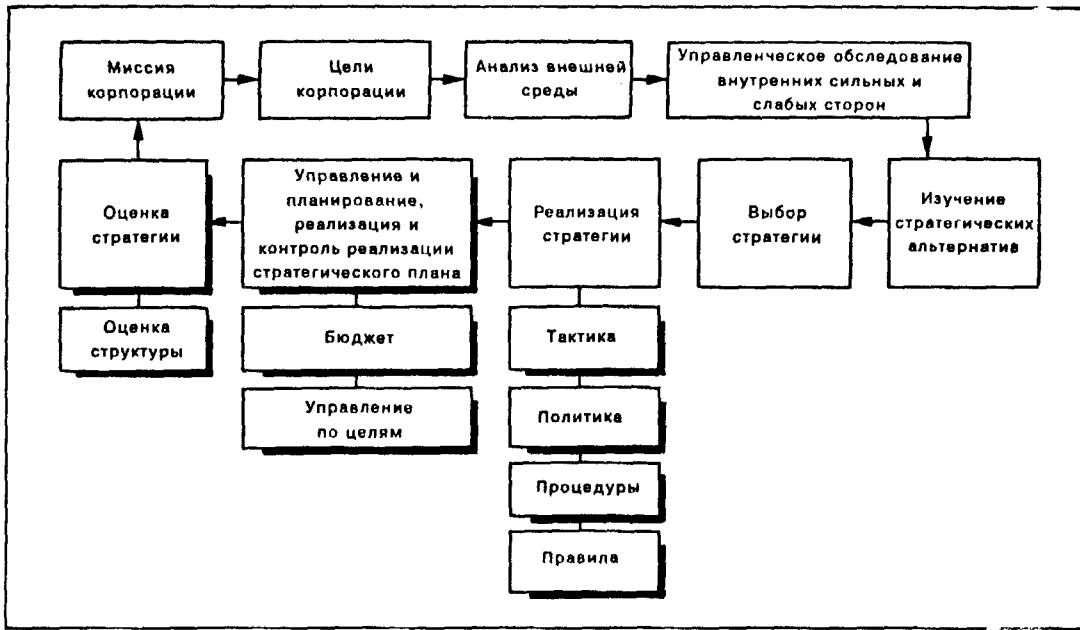 Миссия
корпорации
Цели
корпорации
Анализ внешней
среды
Управленческое обследование
внутренних сильных и
слабых сторон
Оценка
стратегии
Управление и
планирование,
реализация и
контроль реализации
стратегического плана
Реализация
стратегии
Выбор
стратегии
Изучение
стратегических
альтернатив
Оценка
структуры
Бюджет
Управление
по целям
Тактика
Политика
Процедуры
Правила